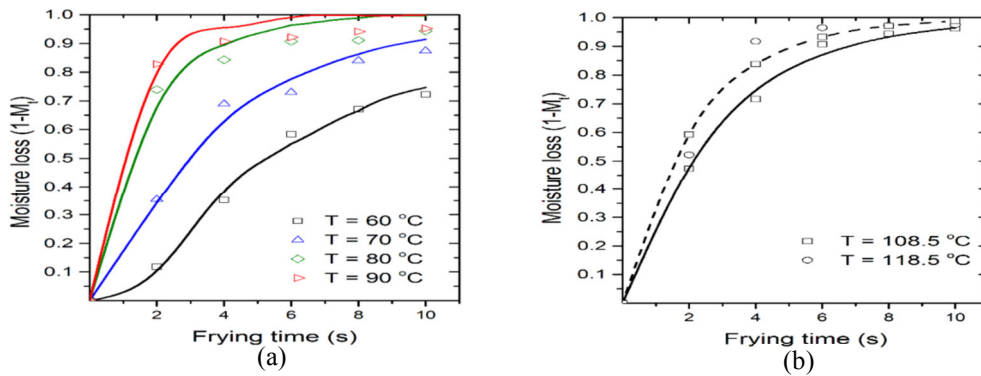 1.0
0.9
0.8
0.7
0.6
0.5
0.4
0.3
0.2
0.1
Moisture loss (1-Mt)
T = 60 °C
T = 70 °C
T = 80 °C
T = 90 °C
2 4 6 8 10
Frying time (s)
(a)
1.0
0.9
0.8
0.7
0.6
0.5
0.4
0.3
0.2
0.1
Moisture loss (1-Mt)
T = 108.5 °C
T = 118.5 °C
2 4 6 8 10
Frying time (s)
(b)